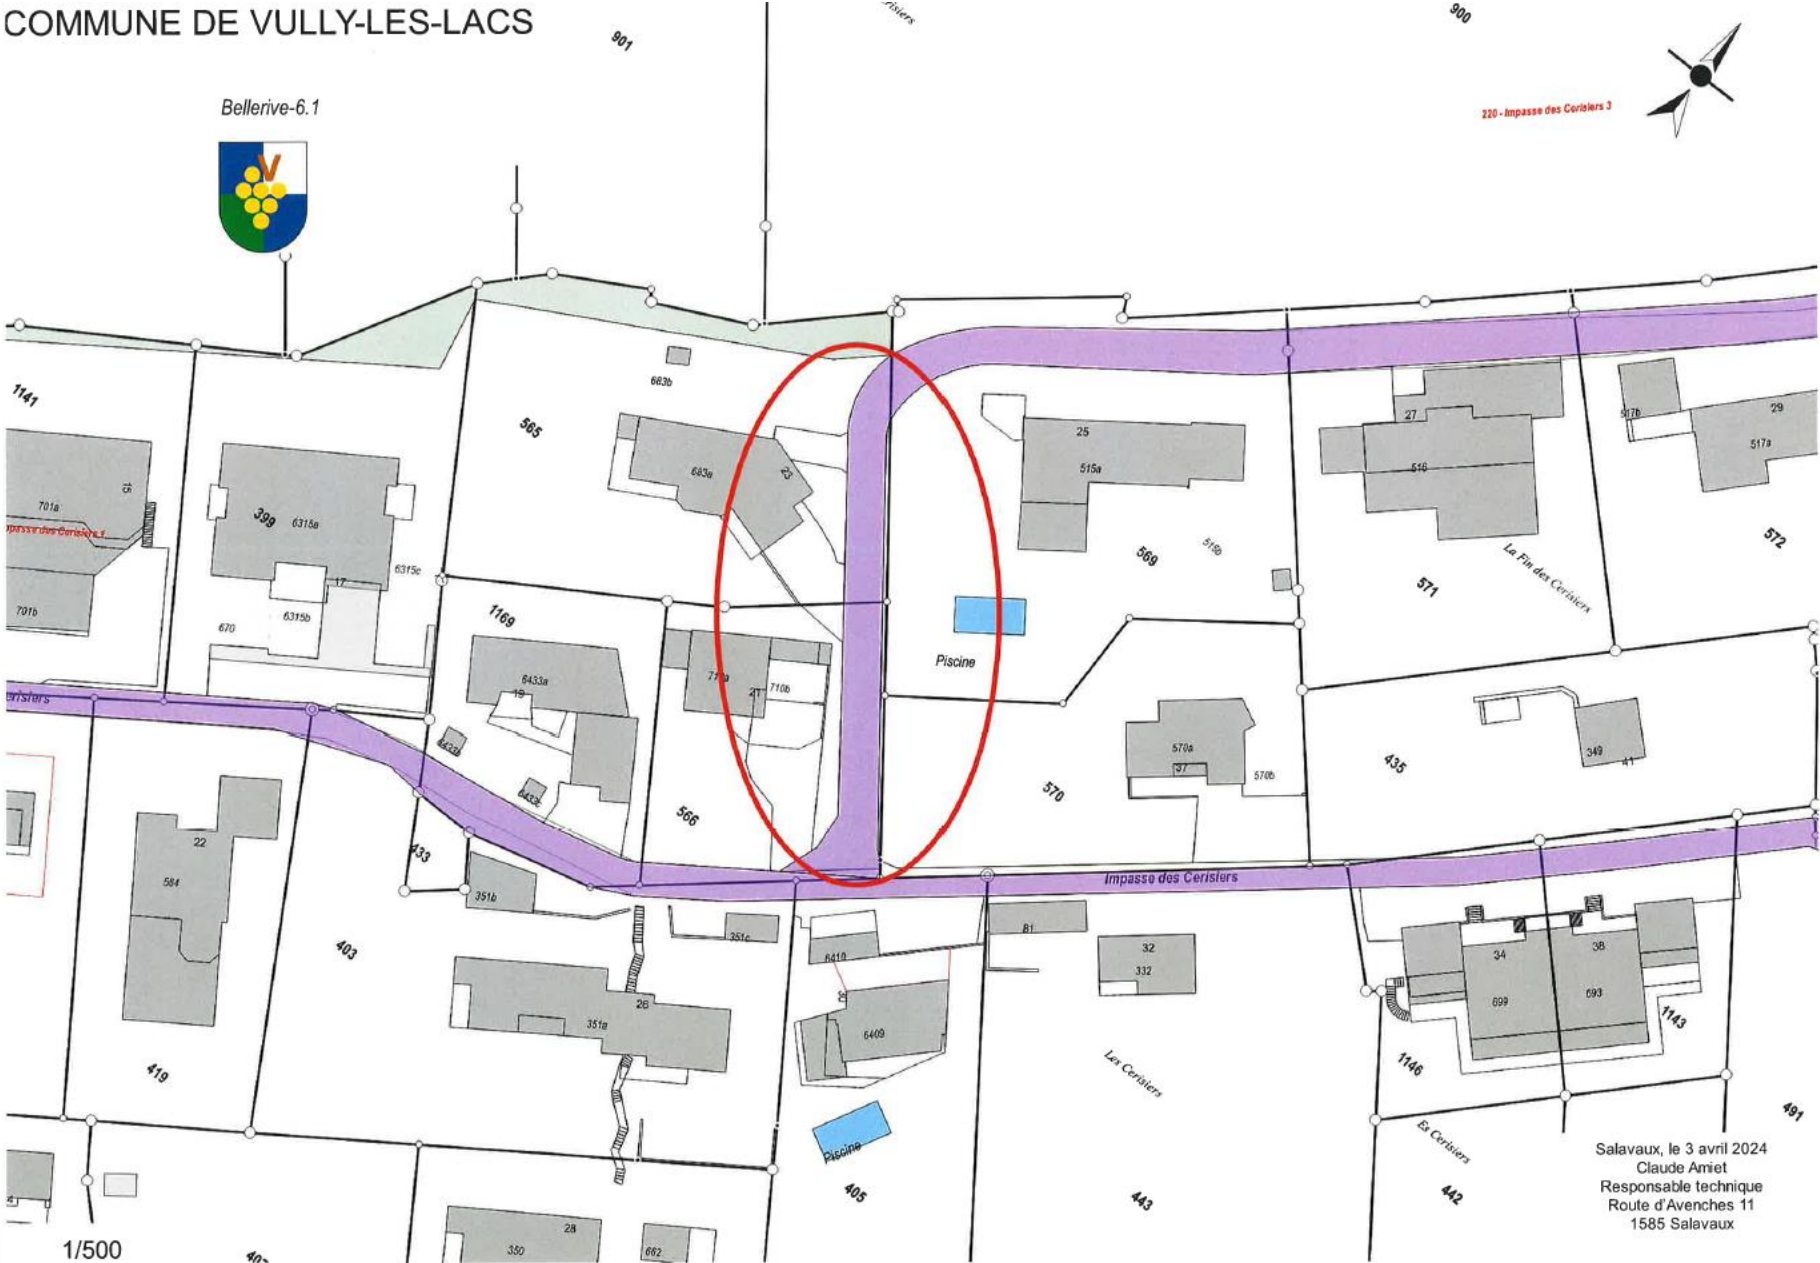 COMMUNE DE VULLY-LES-LACS
901
900
Bellerive-6.1
V
220 - Impasse des Cerisiers 3
1141
565
683b
683a
23
15
701a
Impasse des Cerisiers 1
701b
399
6315a
17
6315c
6315b
670
25
515a
569
515b
27
516
571
La Fin des Cerisiers
517b
29
517a
572
1169
6433a
19
21
710b
Piscine
566
570a
37
570b
570
435
349
41
433
351b
22
584
403
351c
Impasse des Cerisiers
6410
81
32
332
34
38
699
693
1143
1146
26
351a
6409
419
Les Cerisiers
Es Cerisiers
491
Piscine
405
443
442
Salavaux, le 3 avril 2024
Claude Amiet
Responsable technique
Route d'Avenches 11
1585 Salavaux
28
350
662
1/500